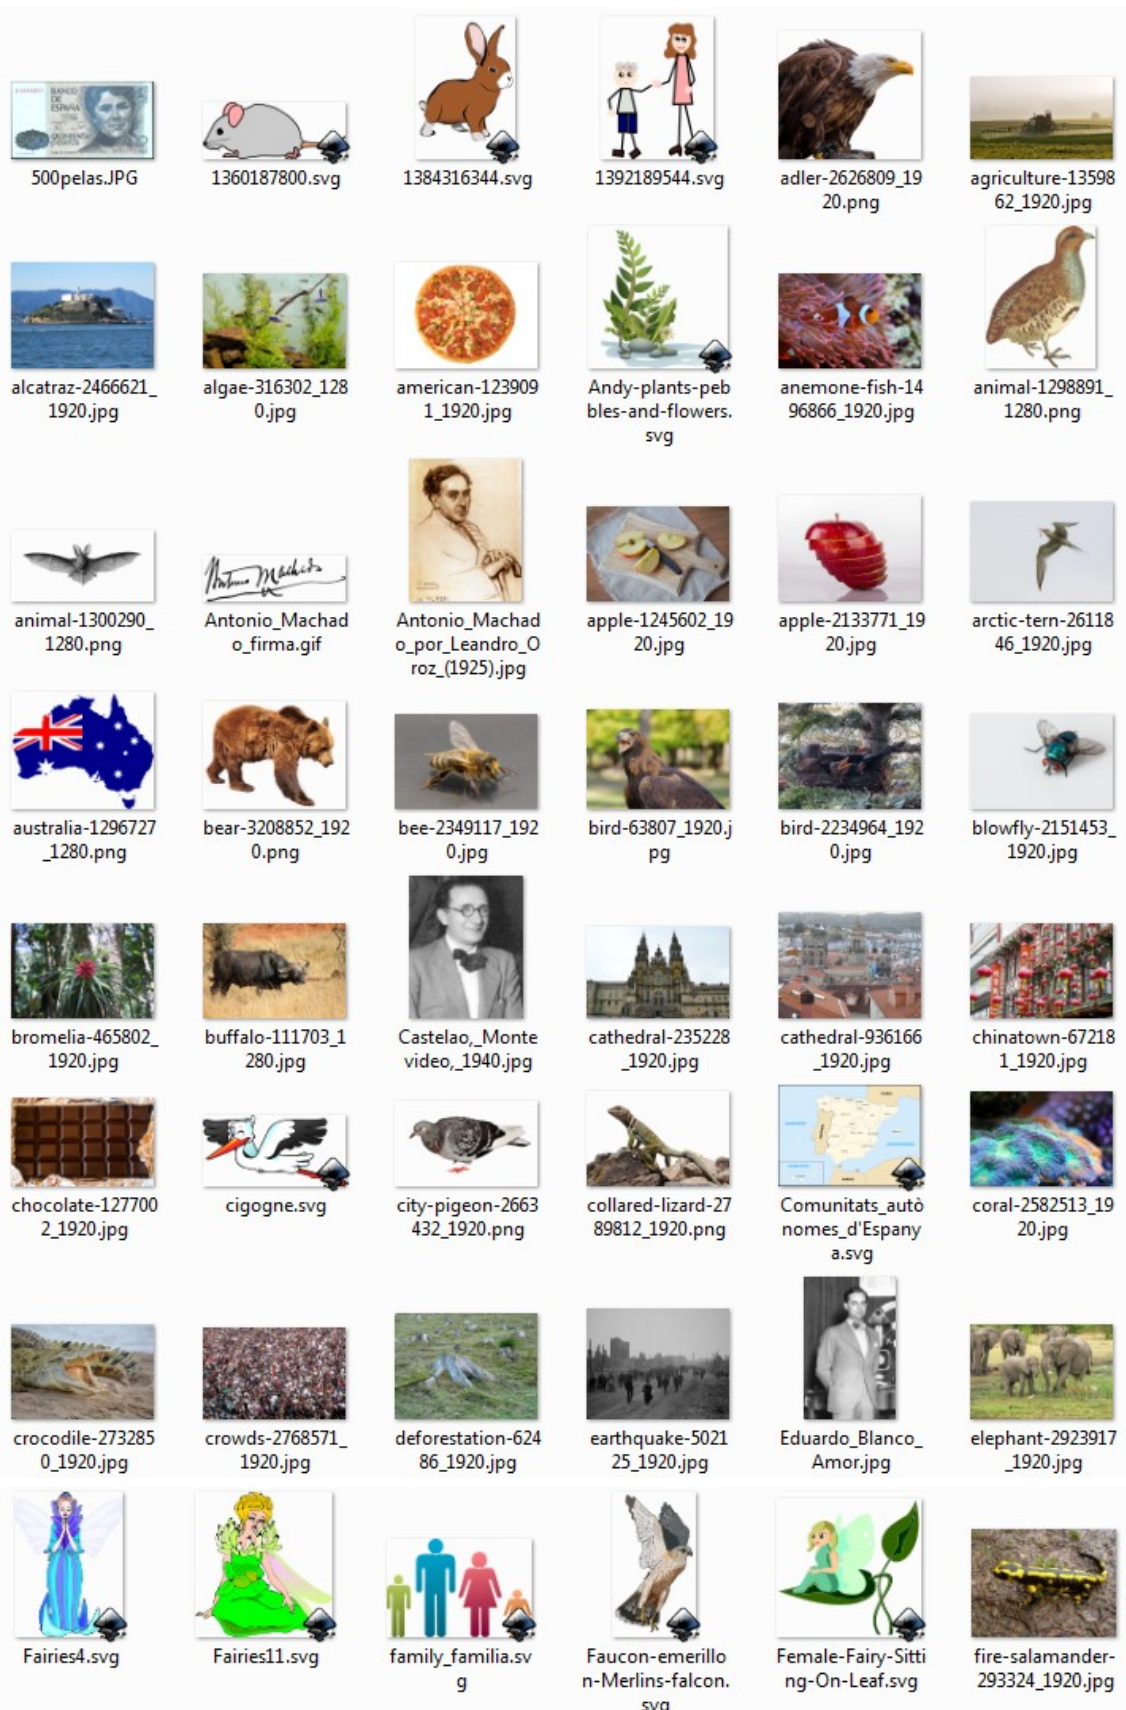 BANCO
DE
ESPAÑA
500pelas.JPG
1360187800.svg
1384316344.svg
1392189544.svg
adler-2626809_19
20.png
agriculture-13598
62_1920.jpg
alcatraz-2466621_
1920.jpg
algae-316302_128
0.jpg
american-123909
1_1920.jpg
Andy-plants-peb
bles-and-flowers.
svg
anemone-fish-14
96866_1920.jpg
animal-1298891_
1280.png
animal-1300290_
1280.png
Antonio Machado
Antonio_Machad
o_firma.gif
Antonio_Machad
o_por_Leandro_O
roz_(1925).jpg
apple-1245602_19
20.jpg
apple-2133771_19
20.jpg
arctic-tern-26118
46_1920.jpg
australia-1296727
_1280.png
bear-3208852_192
0.png
bee-2349117_192
0.jpg
bird-63807_1920.j
pg
bird-2234964_192
0.jpg
blowfly-2151453_
1920.jpg
bromelia-465802_
1920.jpg
buffalo-111703_1
280.jpg
Castelao,_Monte
video,_1940.jpg
cathedral-235228
_1920.jpg
cathedral-936166
_1920.jpg
chinatown-67218
1_1920.jpg
chocolate-127700
2_1920.jpg
cigogne.svg
city-pigeon-2663
432_1920.png
collared-lizard-27
89812_1920.png
Comunitats_autò
nomes_d'Espany
a.svg
coral-2582513_19
20.jpg
crocodile-273285
0_1920.jpg
crowds-2768571_
1920.jpg
deforestation-624
86_1920.jpg
earthquake-5021
25_1920.jpg
Eduardo_Blanco_
Amor.jpg
elephant-2923917
_1920.jpg
Fairies4.svg
Fairies11.svg
family_familia.sv
g
Faucon-emerillo
n-Merlins-falcon.
svg
Female-Fairy-Sitti
ng-On-Leaf.svg
fire-salamander-
293324_1920.jpg